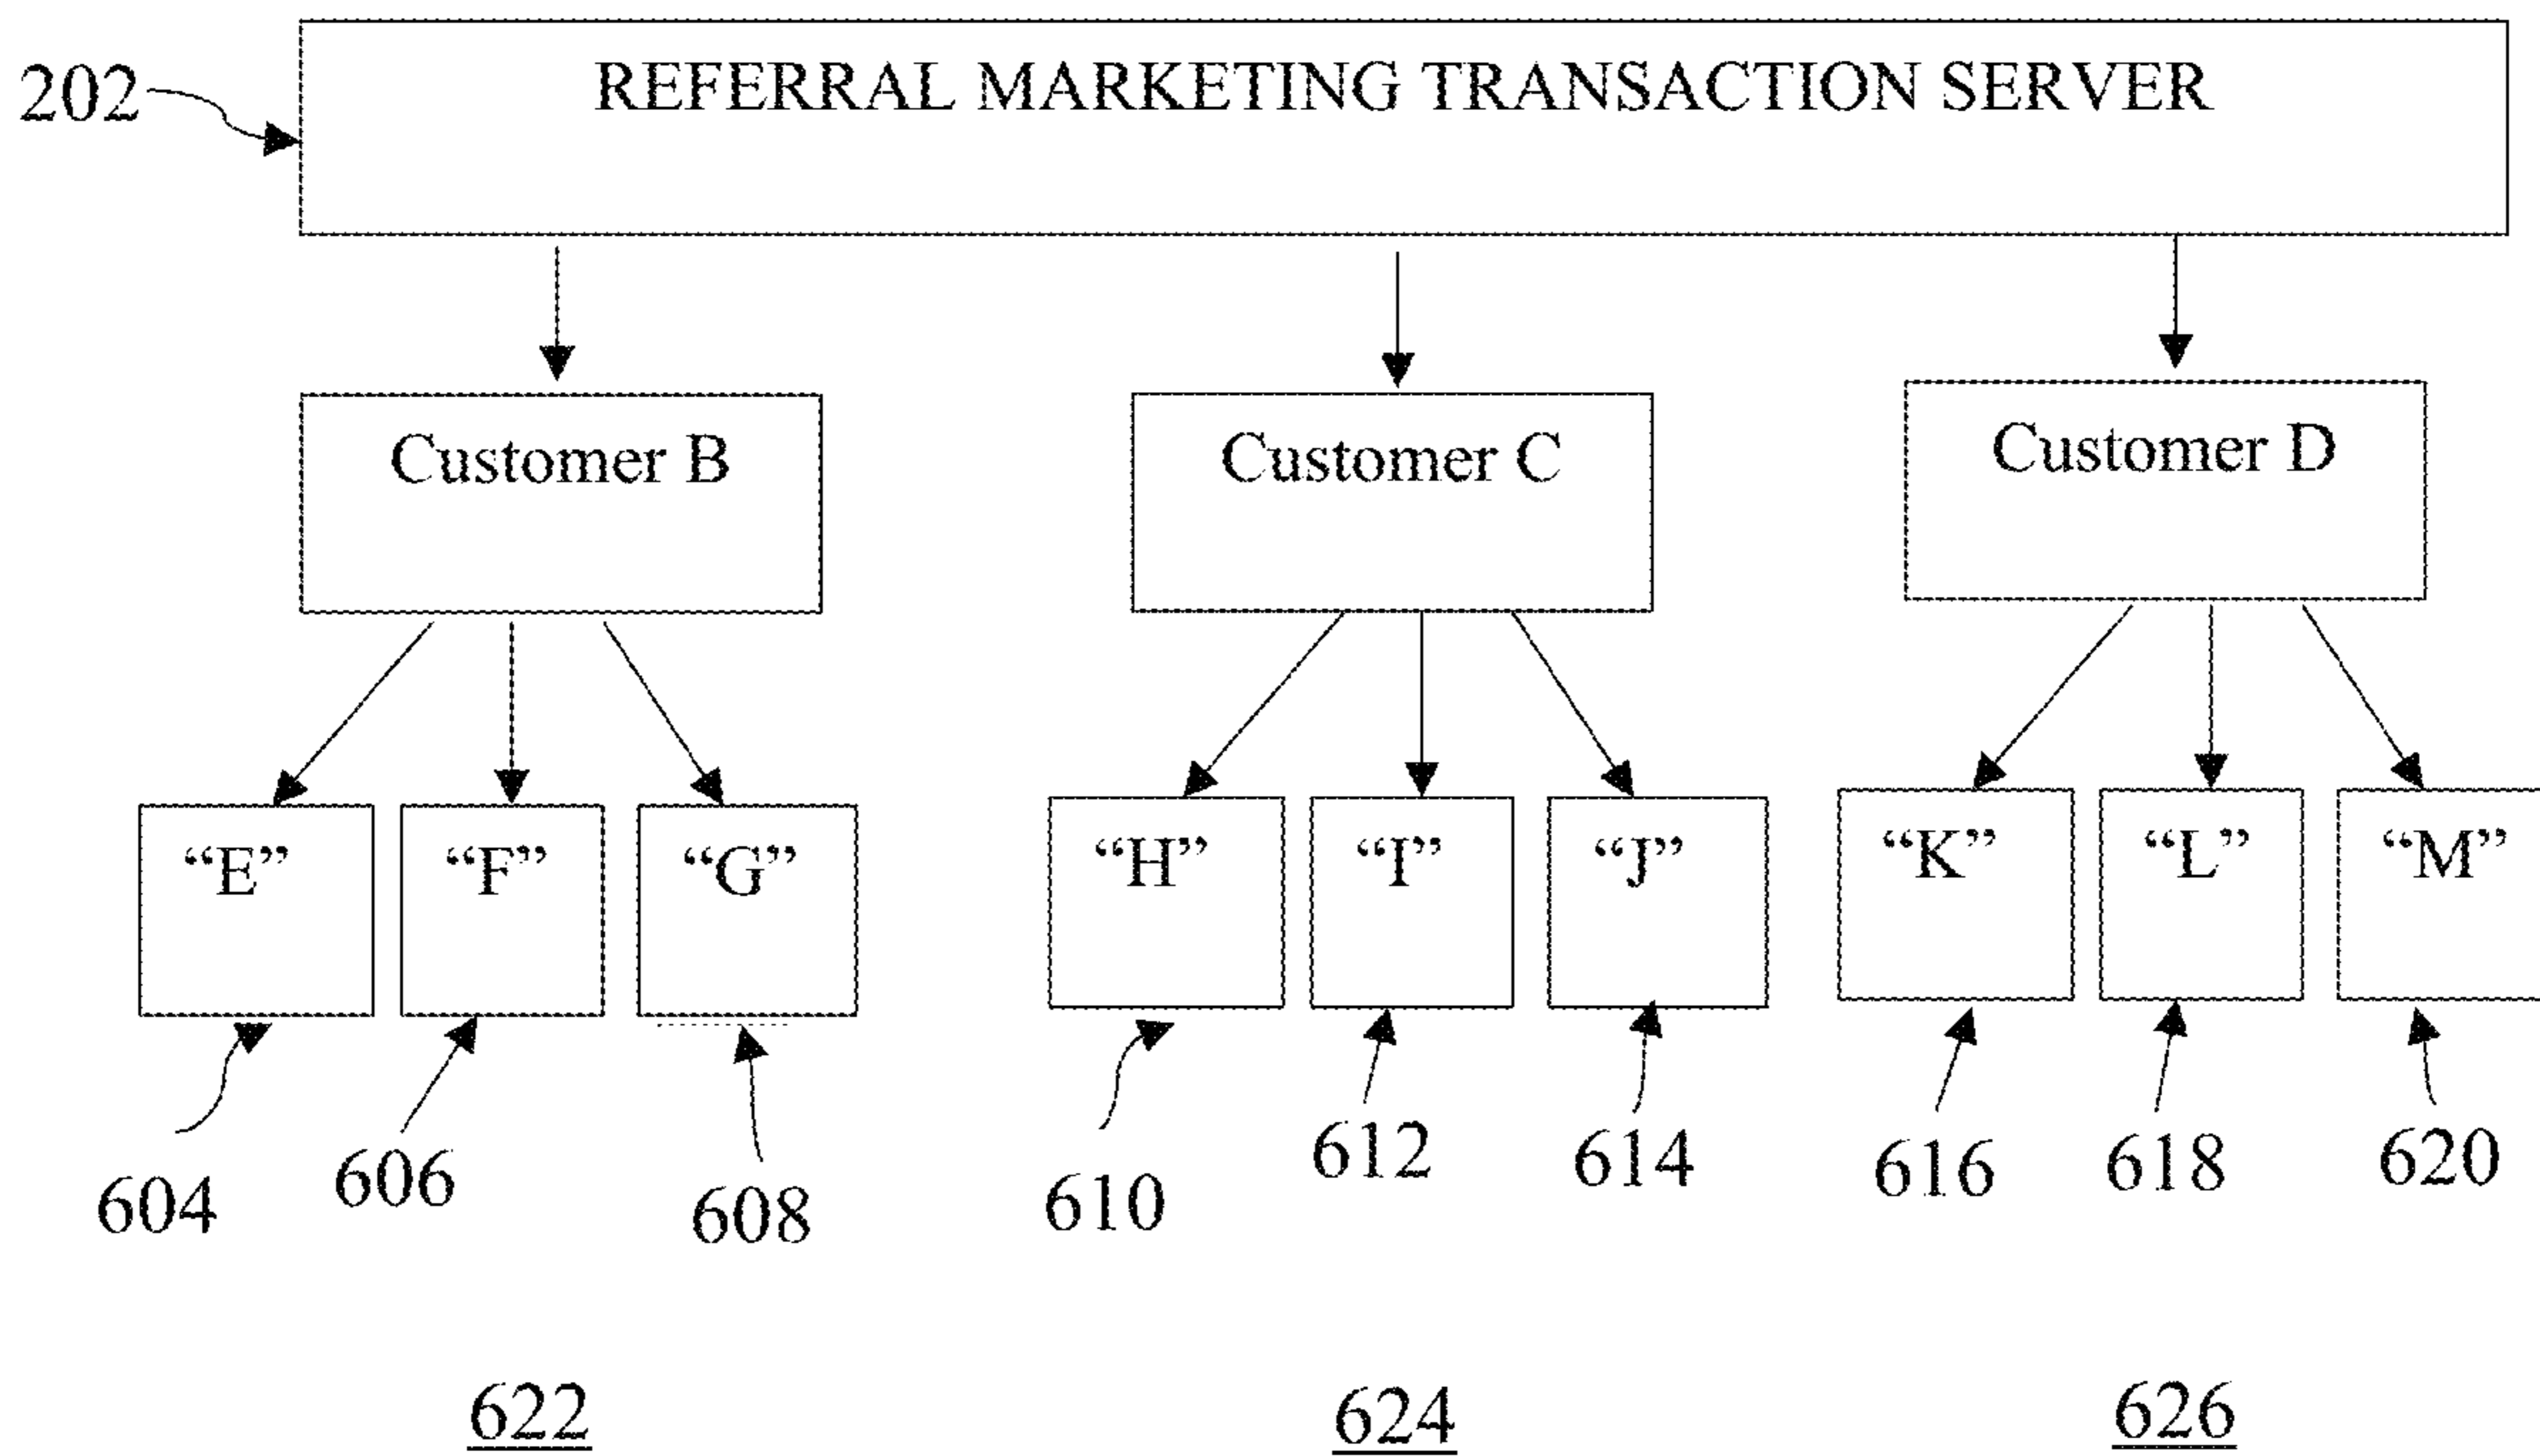 REFERRAL MARKETING TRANSACTION SERVER
202
Customer B
Customer C
Customer D
“E”
“F”
“G”
“H”
“I”
“J”
“K”
“L”
“M”
604
606
608
610
612
614
616
618
620
622
624
626